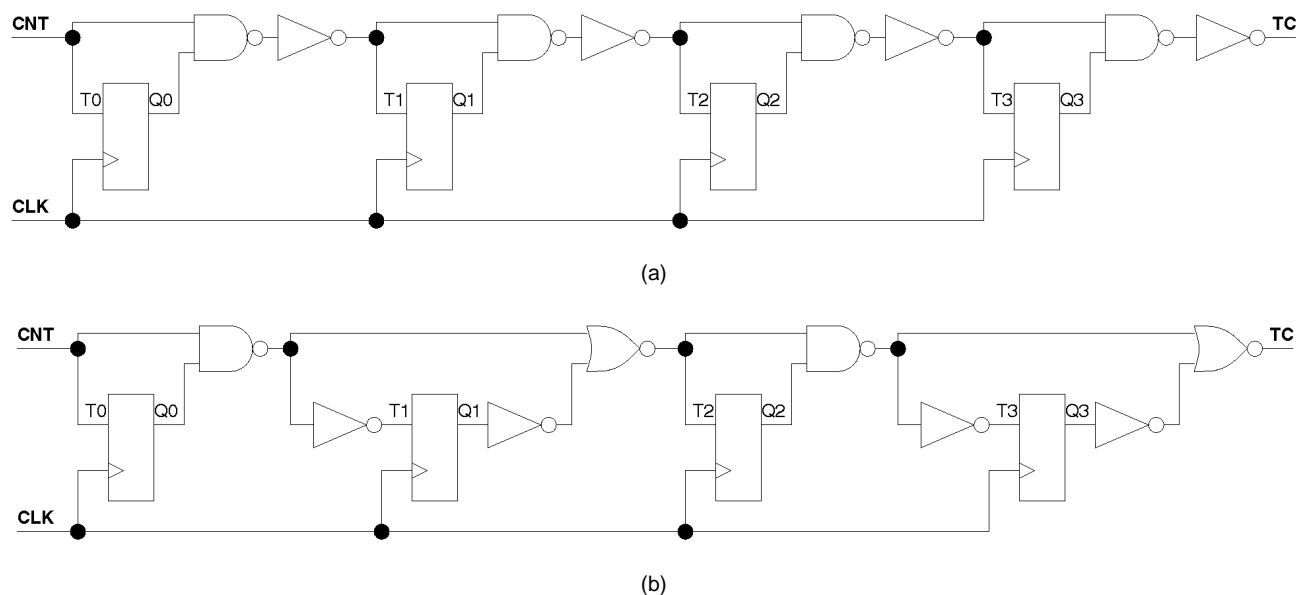 CNT TC
T0 Q0 T1 Q1 T2 Q2 T3 Q3
CLK
(a)
CNT TC
T0 Q0 T1 Q1 T2 Q2 T3 Q3
CLK
(b)